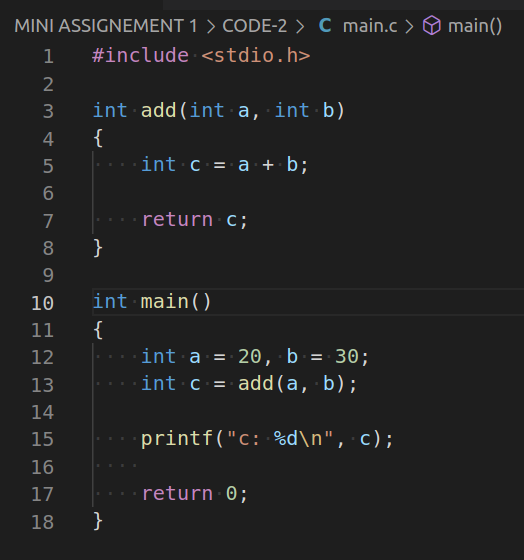 MINI ASSIGNEMENT 1 > CODE-2 > C main.c > main()
1 #include <stdio.h>
2
3 int add(int a, int b)
4 {
5     int c = a + b;
6
7     return c;
8 }
9
10 int main()
11 {
12     int a = 20, b = 30;
13     int c = add(a, b);
14
15     printf("c: %d\n", c);
16
17     return 0;
18 }